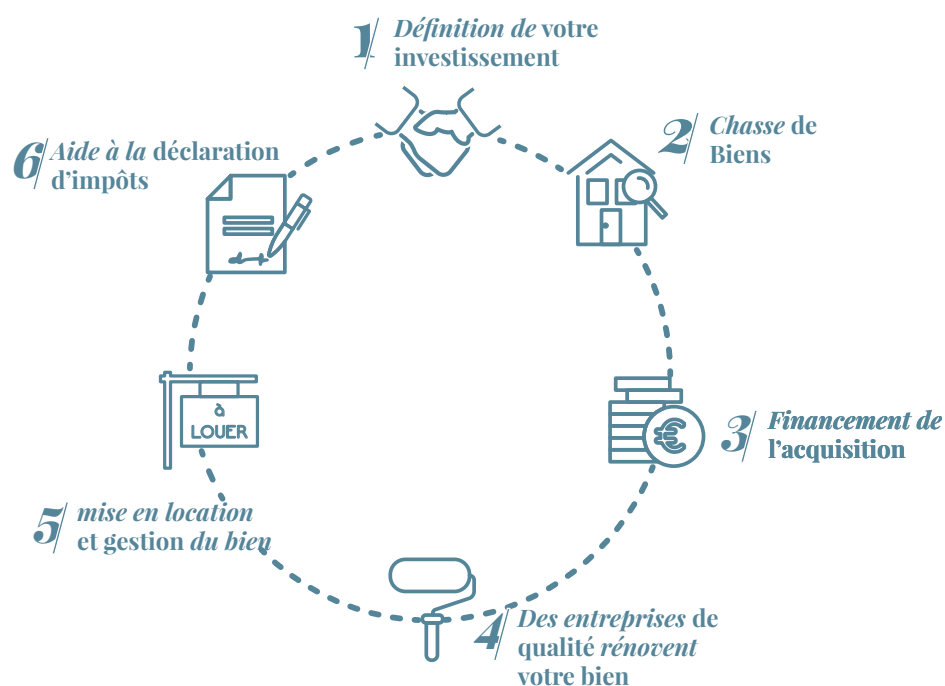 1 Définition de votre
investissement
2 Chasse de
Biens
3 Financement de
l'acquisition
4 Des entreprises de
qualité rénovent
votre bien
5 mise en location
et gestion du bien
à
LOUER
6 Aide à la déclaration
d'impôts